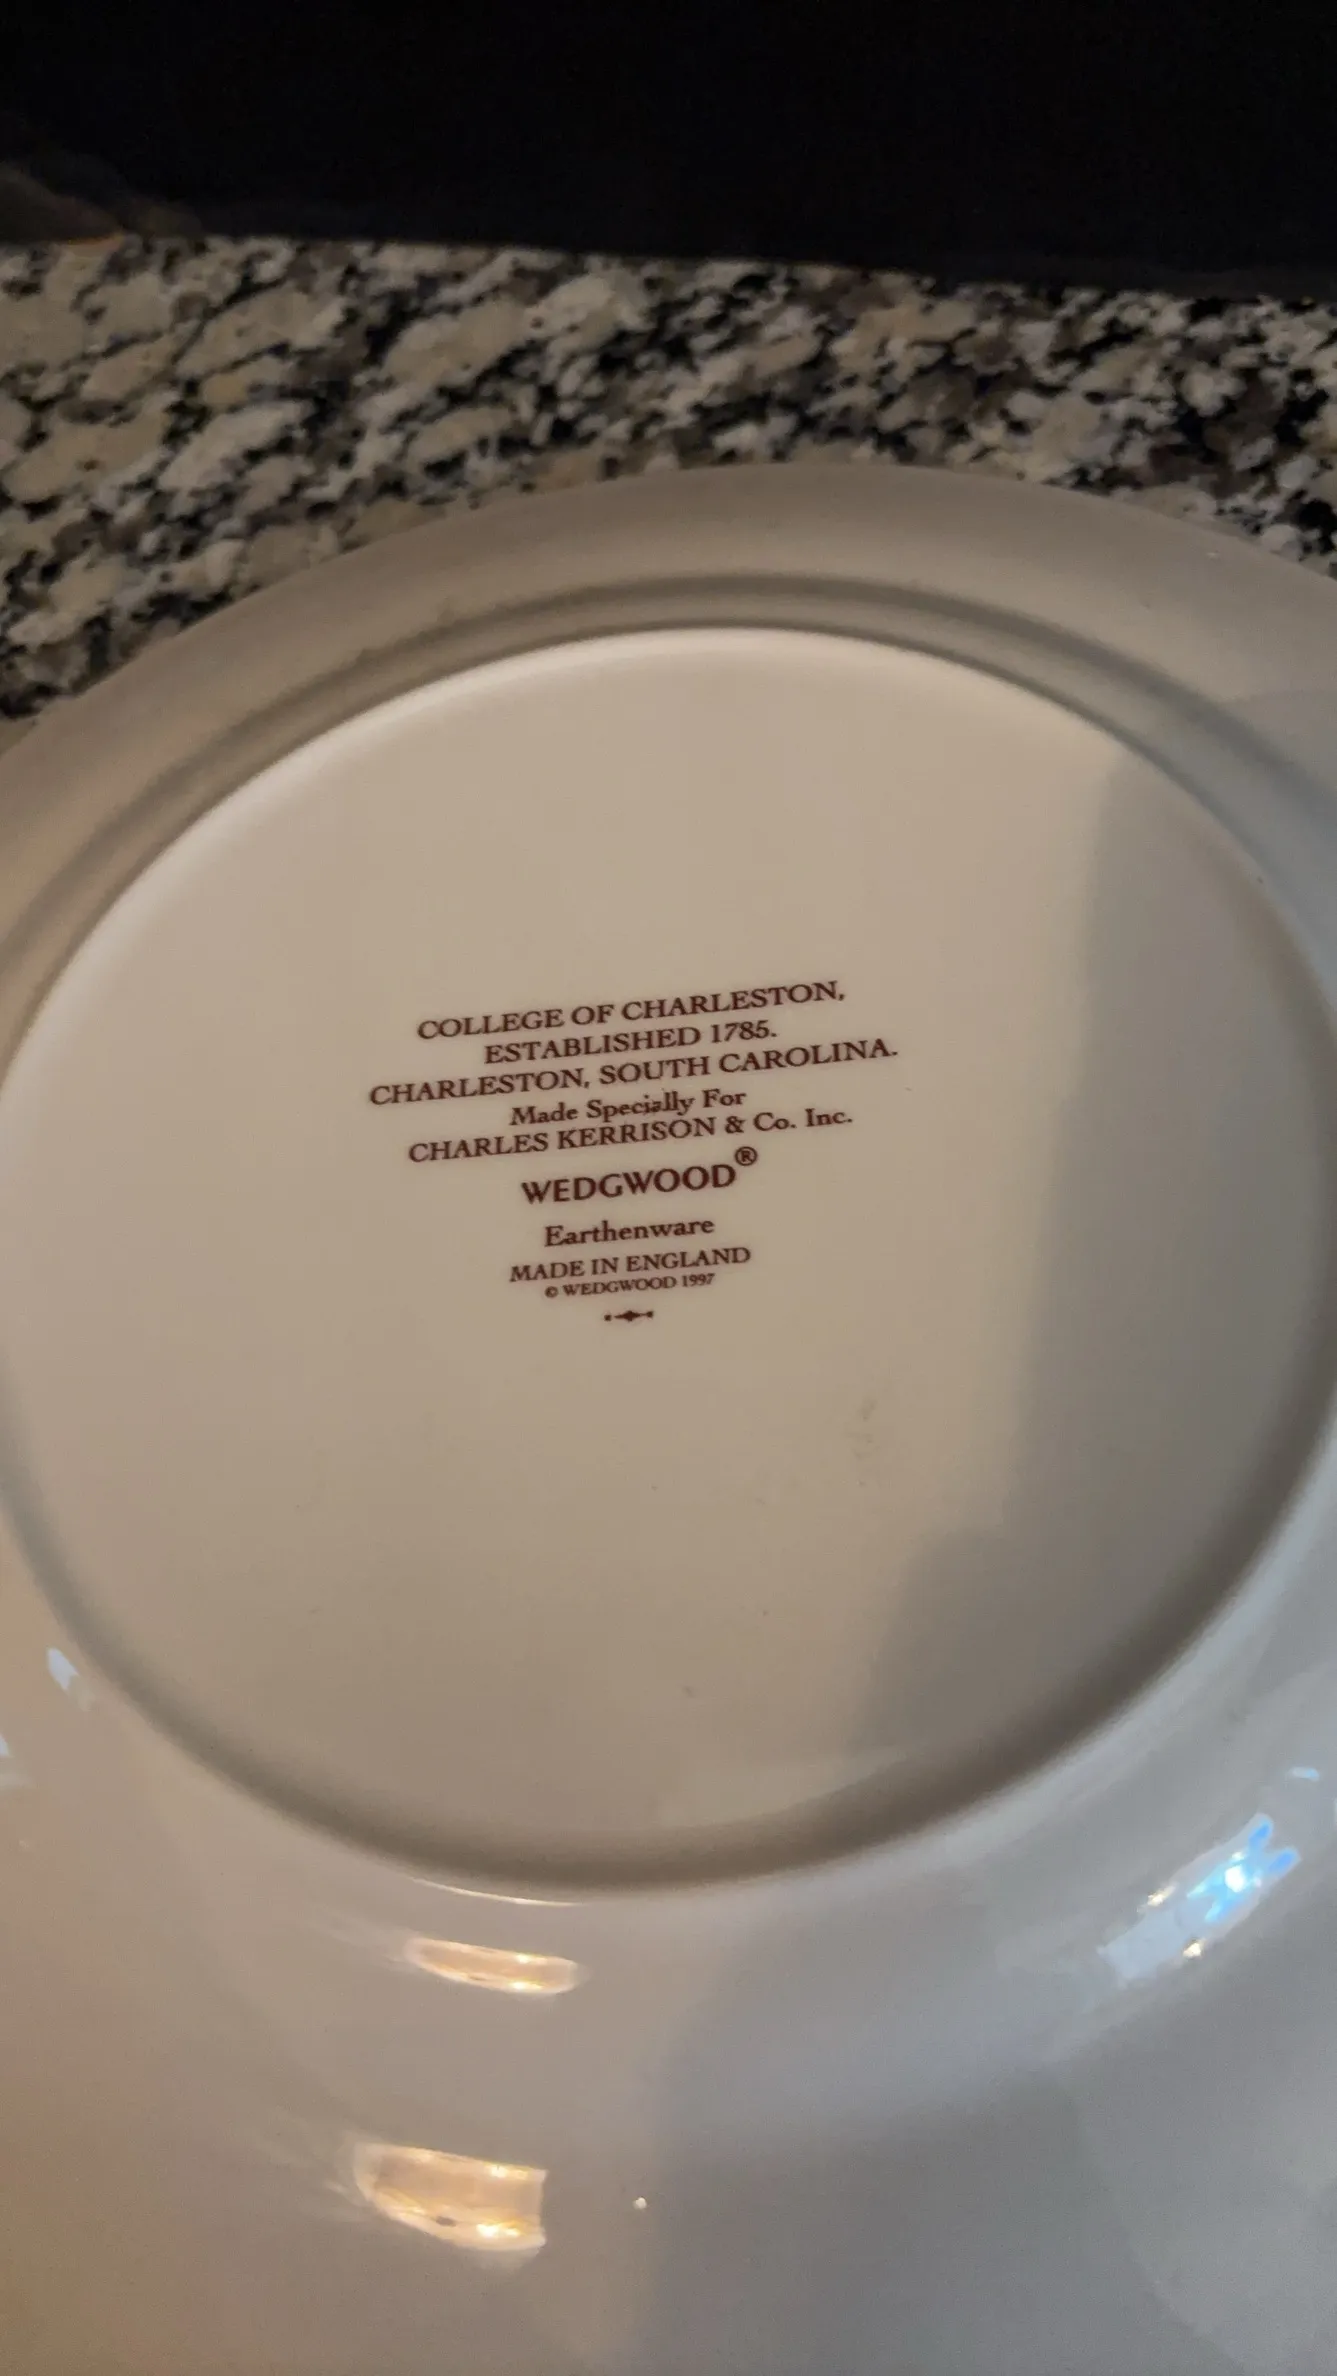 COLLEGE OF CHARLESTON,
ESTABLISHED 1785.
CHARLESTON, SOUTH CAROLINA.
Made Specially For
CHARLES KERRISON & Co. Inc.
WEDGWOOD®
Earthenware
MADE IN ENGLAND
© WEDGWOOD 1997